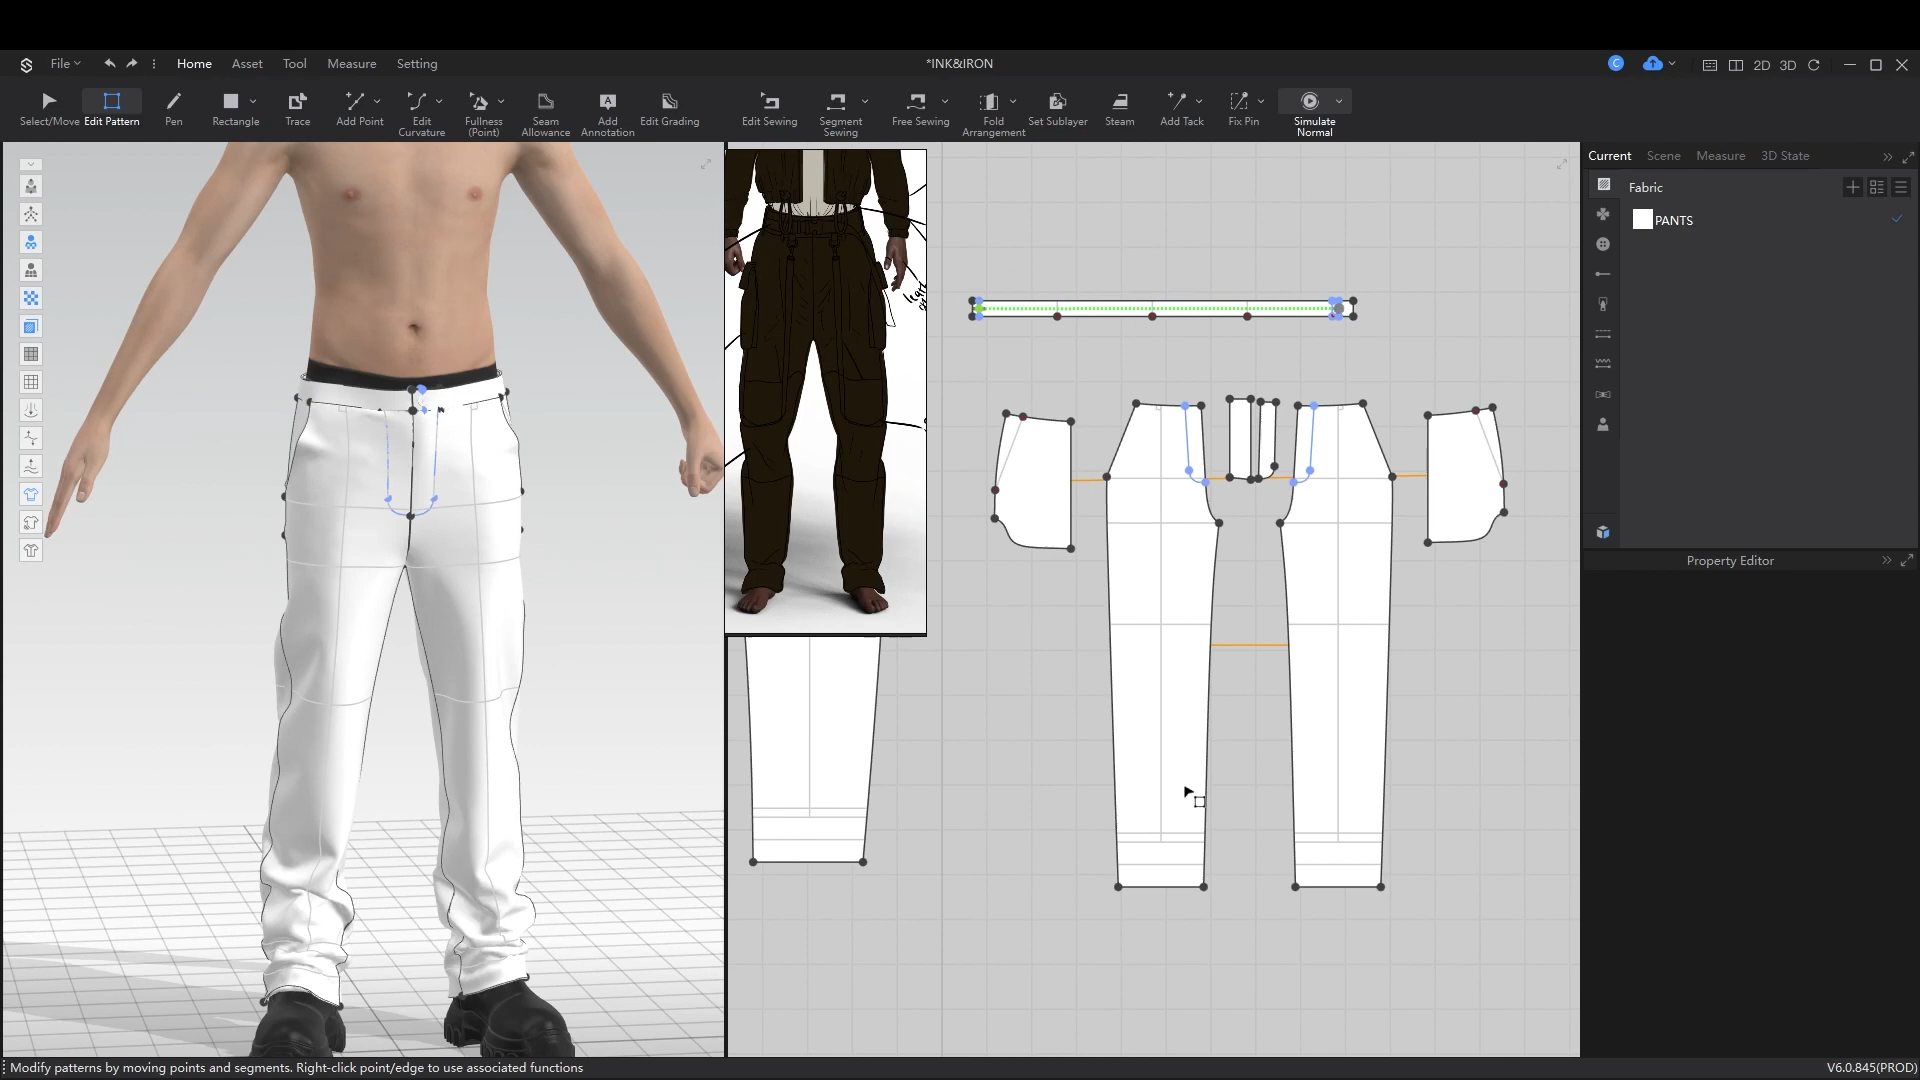 File Home Asset Tool Measure Setting *INK&IRON C 2D 3D
Select/Move Edit Pattern Pen Rectangle Trace Add Point Edit Curvature Fullness (Point) Seam Allowance Add Annotation Edit Grading Edit Sewing Segment Sewing Free Sewing Fold Arrangement Set Sublayer Steam Add Tack Fix Pin Simulate Normal
Current Scene Measure 3D State
Fabric
PANTS
Property Editor
Modify patterns by moving points and segments. Right-click point/edge to use associated functions V6.0.845(PROD)